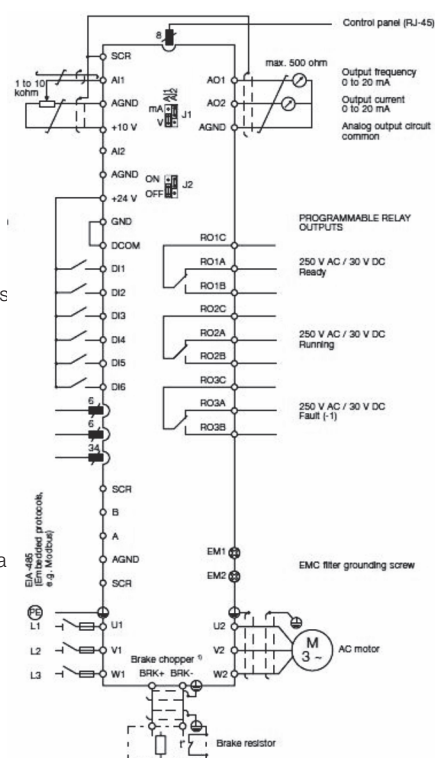 Control panel (RJ-45)
8
SCR
AI1
1 to 10
kohm
AGND
+10 V
AI2
AGND
+24 V
GND
DCOM
DI1
DI2
DI3
DI4
DI5
DI6
6
6
34
SCR
B
A
AGND
SCR
EIA-485
(Embedded protocols,
e.g. Modbus)
AI1
AI2
mA
V
J1
ON
OFF
J2
max. 500 ohm
AO1
AO2
AGND
Output frequency
0 to 20 mA
Output current
0 to 20 mA
Analog output circuit
common
PROGRAMMABLE RELAY
OUTPUTS
RO1C
RO1A
RO1B
250 V AC / 30 V DC
Ready
RO2C
RO2A
RO2B
250 V AC / 30 V DC
Running
RO3C
RO3A
RO3B
250 V AC / 30 V DC
Fault (-1)
EM1
EM2
EMC filter grounding screw
PE
L1
U1
U2
L2
V1
V2
L3
W1
W2
M
3 ~
AC motor
Brake chopper
BRK+ BRK-
Brake resistor
s
a